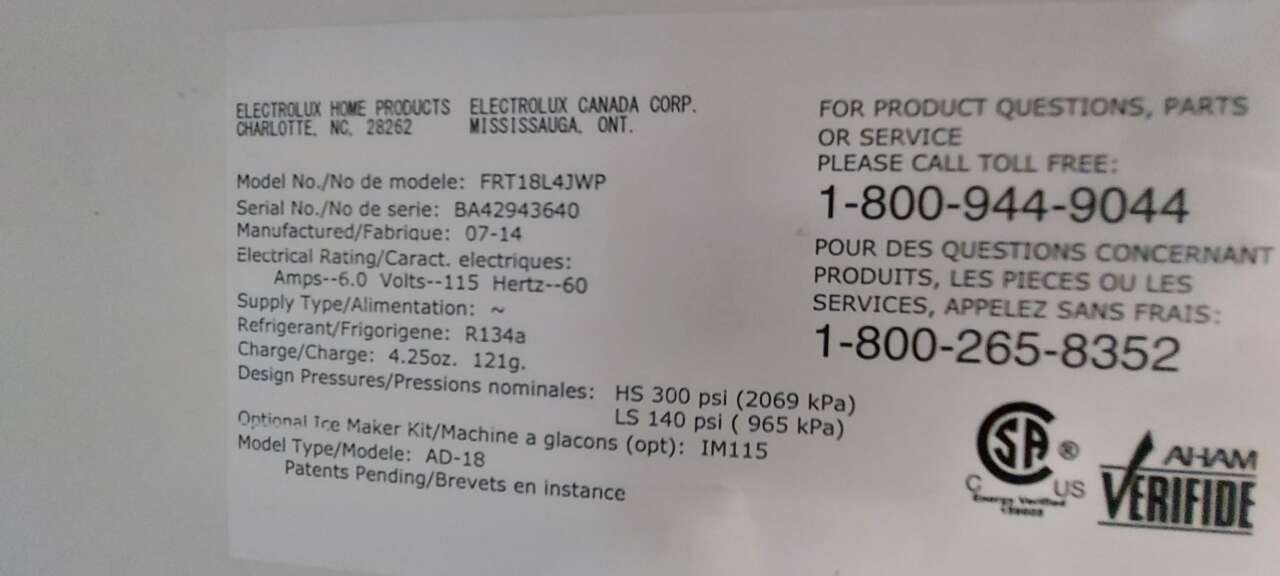 ELECTROLUX HOME PRODUCTS
CHARLOTTE, NC, 28262
ELECTROLUX CANADA CORP.
MISSISSAUGA, ONT.
Model No./No de modele: FRT18L4JWP
Serial No./No de serie: BA42943640
Manufactured/Fabrique: 07-14
Electrical Rating/Caract. electriques:
Amps--6.0 Volts--115 Hertz--60
Supply Type/Alimentation: ~
Refrigerant/Frigorigene: R134a
Charge/Charge: 4.25oz. 121g.
Design Pressures/Pressions nominales: HS 300 psi (2069 kPa)
LS 140 psi ( 965 kPa)
Optional Ice Maker Kit/Machine a glacons (opt): IM115
Model Type/Modele: AD-18
Patents Pending/Brevets en instance
FOR PRODUCT QUESTIONS, PARTS
OR SERVICE
PLEASE CALL TOLL FREE:
1-800-944-9044
POUR DES QUESTIONS CONCERNANT
PRODUITS, LES PIECES OU LES
SERVICES, APPELEZ SANS FRAIS:
1-800-265-8352
SA ®
C US
Energy Verified
AHAM
VERIFIDE